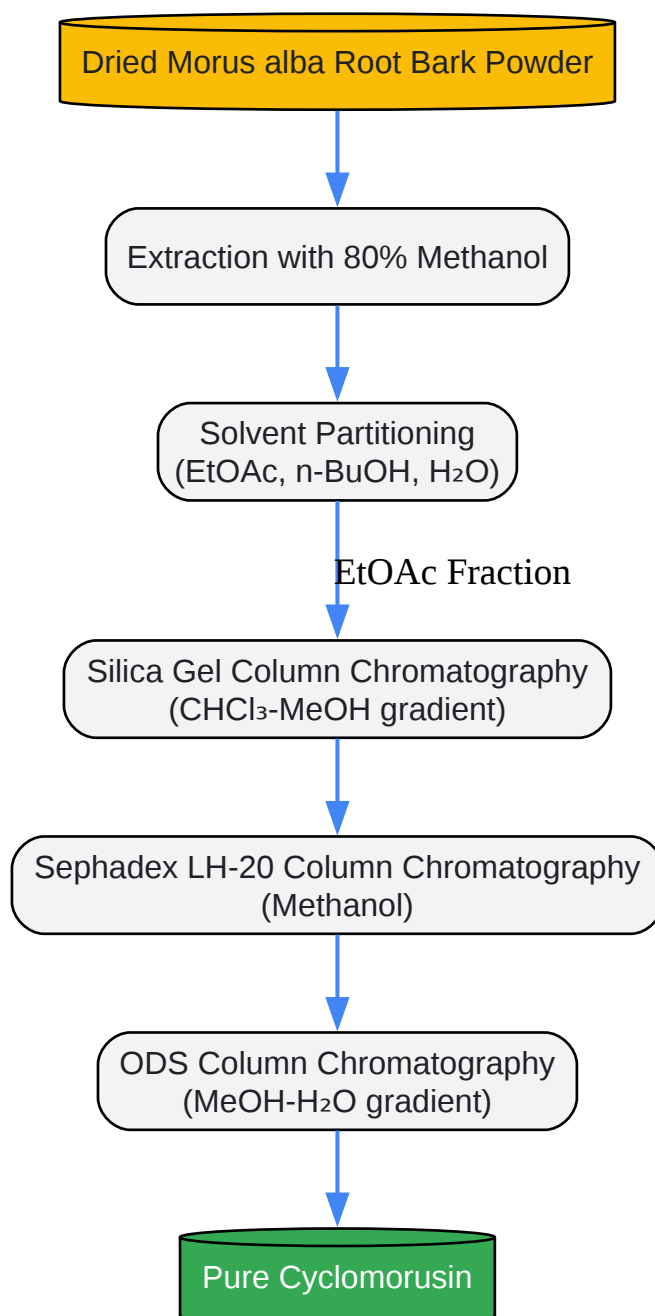 Dried Morus alba Root Bark Powder
Extraction with 80% Methanol
Solvent Partitioning
(EtOAc, n-BuOH, H₂O)
EtOAc Fraction
Silica Gel Column Chromatography
(CHCl₃-MeOH gradient)
Sephadex LH-20 Column Chromatography
(Methanol)
ODS Column Chromatography
(MeOH-H₂O gradient)
Pure Cyclomorusin